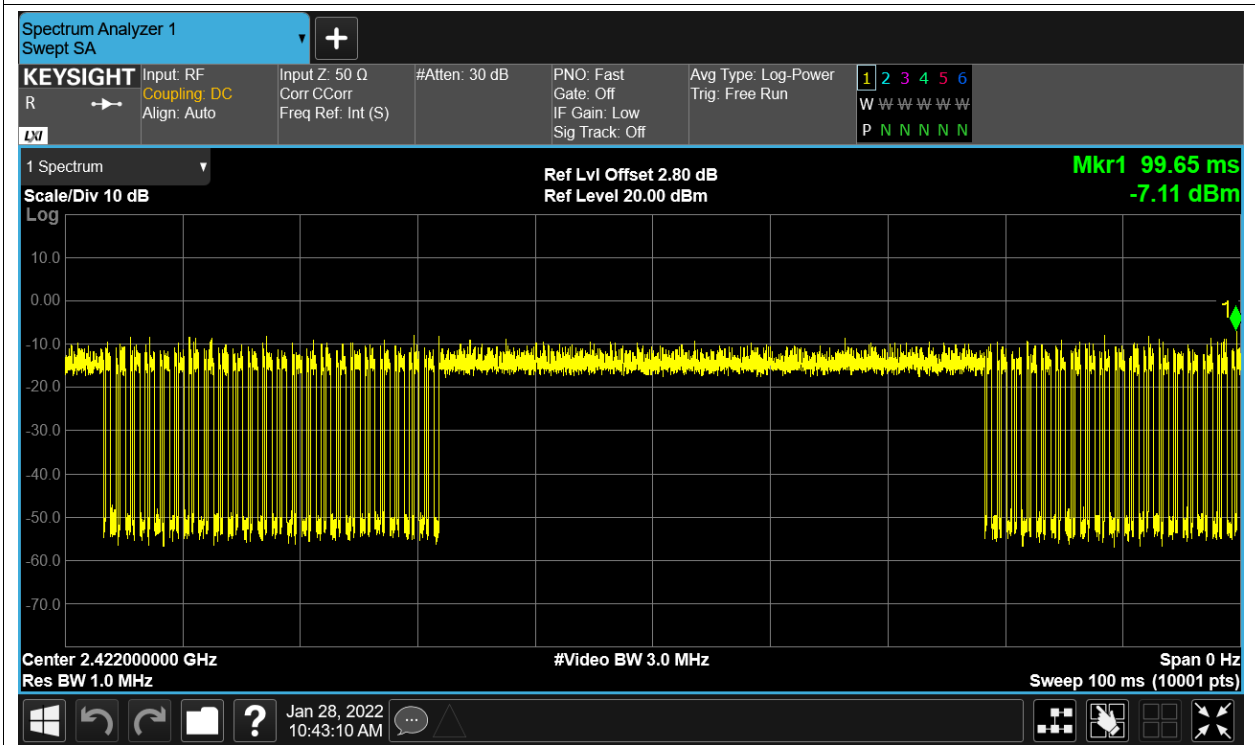 Spectrum Analyzer 1
Swept SA
KEYSIGHT
R
LXI
Input: RF
Coupling: DC
Align: Auto
Input Z: 50 Ω
Corr CCorr
Freq Ref: Int (S)
#Atten: 30 dB
PNO: Fast
Gate: Off
IF Gain: Low
Sig Track: Off
Avg Type: Log-Power
Trig: Free Run
1 2 3 4 5 6
W W W W W W
P N N N N N
1 Spectrum
Scale/Div 10 dB
Ref Lvl Offset 2.80 dB
Ref Level 20.00 dBm
Mkr1 99.65 ms
-7.11 dBm
Log
10.0
0.00
1
-10.0
-20.0
-30.0
-40.0
-50.0
-60.0
-70.0
Center 2.422000000 GHz
#Video BW 3.0 MHz
Span 0 Hz
Res BW 1.0 MHz
Sweep 100 ms (10001 pts)
?
Jan 28, 2022
10:43:10 AM